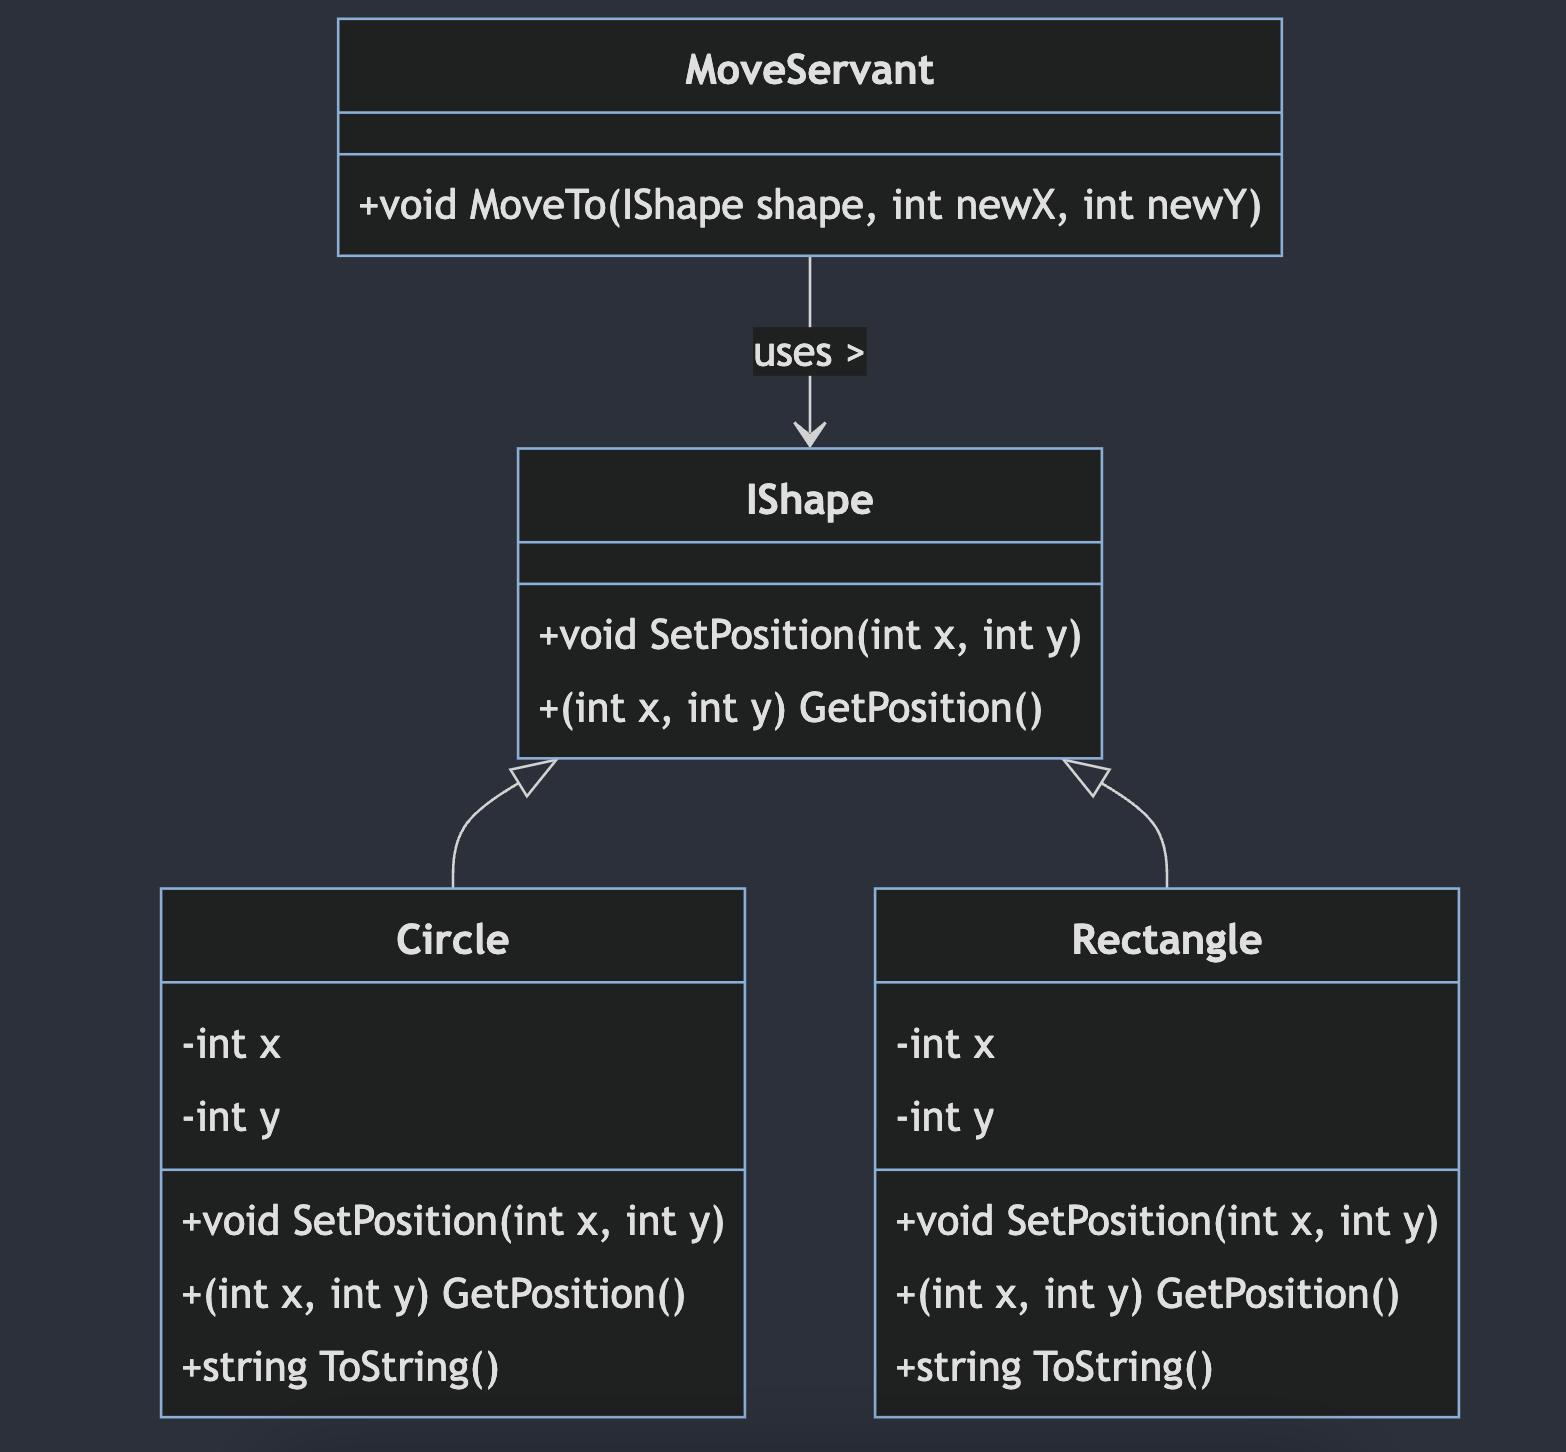 MoveServant
+void MoveTo(IShape shape, int newX, int newY)
uses >
IShape
+void SetPosition(int x, int y)
+(int x, int y) GetPosition()
Circle
-int x
-int y
+void SetPosition(int x, int y)
+(int x, int y) GetPosition()
+string ToString()
Rectangle
-int x
-int y
+void SetPosition(int x, int y)
+(int x, int y) GetPosition()
+string ToString()